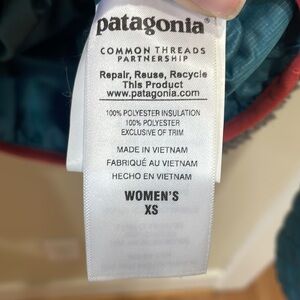 patagonia®
COMMON THREADS
PARTNERSHIP
Repair, Reuse, Recycle
This Product
www.patagonia.com
100% POLYESTER INSULATION
100% POLYESTER
EXCLUSIVE OF TRIM
MADE IN VIETNAM
FABRIQUÉ AU VIETNAM
HECHO EN VIETNAM
WOMEN'S
XS